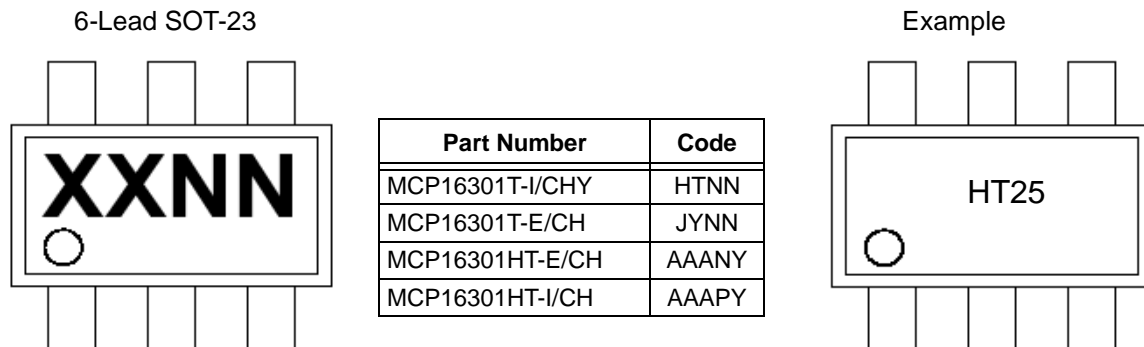 6-Lead SOT-23
Example
XXNN
Part Number Code
MCP16301T-I/CHY HTNN
MCP16301T-E/CH JYNN
MCP16301HT-E/CH AAANY
MCP16301HT-I/CH AAAPY
HT25